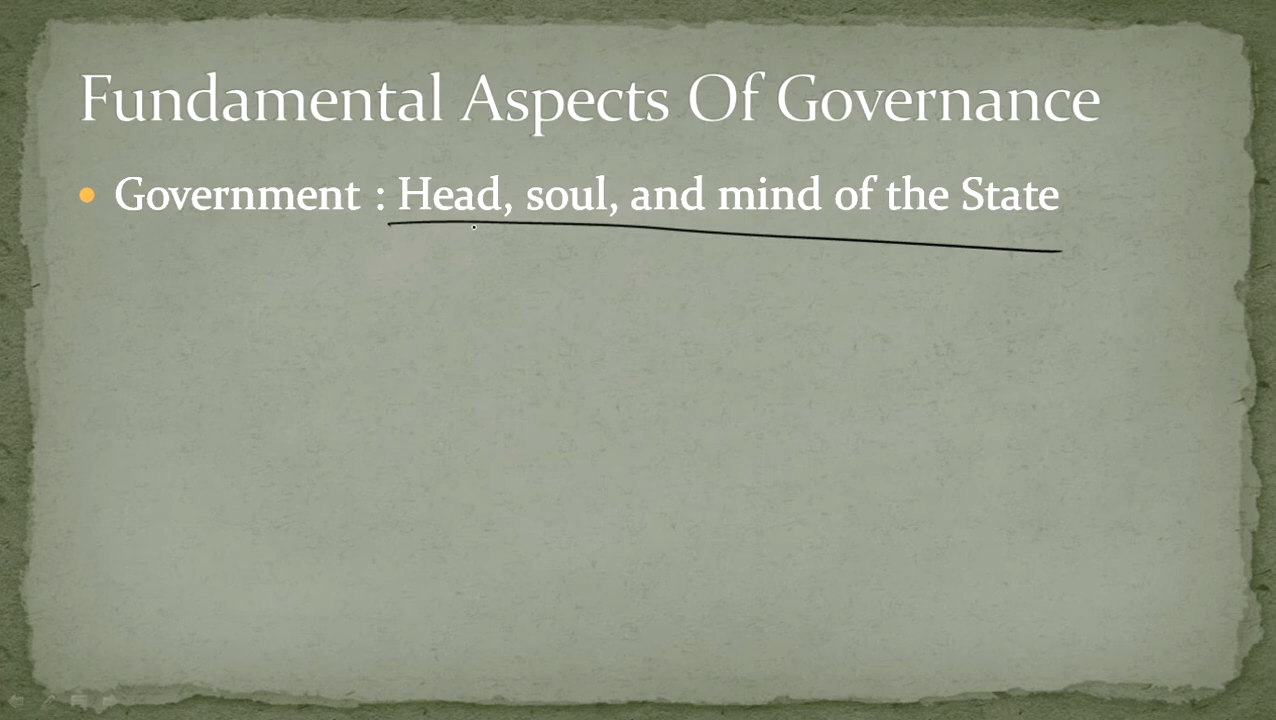 Fundamental Aspects Of Governance
Government : Head, soul, and mind of the State